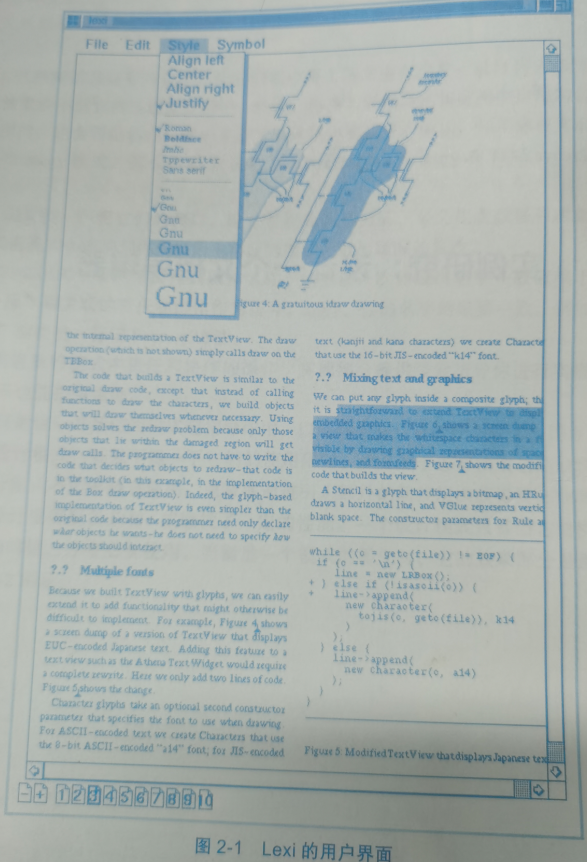 Lexi
File Edit Style Symbol
Align left
Center
Align right
Justify
Roman
Boldface
Italic
Typewriter
Sans serif
Gnu
Gnu
Gnu
Gnu
Gnu
Gnu
Figure 4: A gratuitous idraw drawing
the internal representation of the TextView. The draw
operation (which is not shown) simply calls draw on the
TBBox.
The code that builds a TextView is similar to the
original draw code, except that instead of calling
functions to draw the characters, we build objects
that will draw themselves whenever necessary. Using
objects solves the redraw problem because only those
objects that lie within the damaged region will get
draw calls. The programmer does not have to write the
code that decides what objects to redraw-that code is
in the toolkit (in this example, in the implementation
of the Box draw operation). Indeed, the glyph-based
implementation of TextView is even simpler than the
original code because the programmer need only declare
what objects he wants-he does not need to specify how
the objects should interact.
?.? Multiple fonts
Because we built TextView with glyphs, we can easily
extend it to add functionality that might otherwise be
difficult to implement. For example, Figure 4 shows
a screen dump of a version of TextView that displays
EUC-encoded Japanese text. Adding this feature to a
text view such as the Athena Text Widget would require
a complete rewrite. Here we only add two lines of code.
Figure 5 shows the change.
Character glyphs take an optional second constructor
parameter that specifies the font to use when drawing.
For ASCII-encoded text we create Characters that use
the 8-bit ASCII-encoded "a14" font; for JIS-encoded
text (kanji and kana characters) we create Characte
that use the 16-bit JIS-encoded "k14" font.
?.? Mixing text and graphics
We can put any glyph inside a composite glyph; th
it is straightforward to extend TextView to displ
embedded graphics. Figure 6 shows a screen dump
a view that makes the whitespace characters in a fi
visible by drawing graphical representations of spac
newlines, and formfeeds. Figure 7 shows the modifi
code that builds the view.
A Stencil is a glyph that displays a bitmap, an HRu
draws a horizontal line, and VGlue represents vertic
blank space. The constructor parameters for Rule a
while ((c = getc(file)) != EOF) {
if (c == '\n') {
line = new LRBox();
+ } else if (!isascii(c)) {
+ line->append(
new Character(
tojis(c, getc(file)), k14
)
);
} else {
line->append(
new Character(c, a14)
);
}
}
Figure 5: Modified TextView that displays Japanese tex
- + 1 2 3 4 5 6 7 8 9 10
图 2-1 Lexi 的用户界面